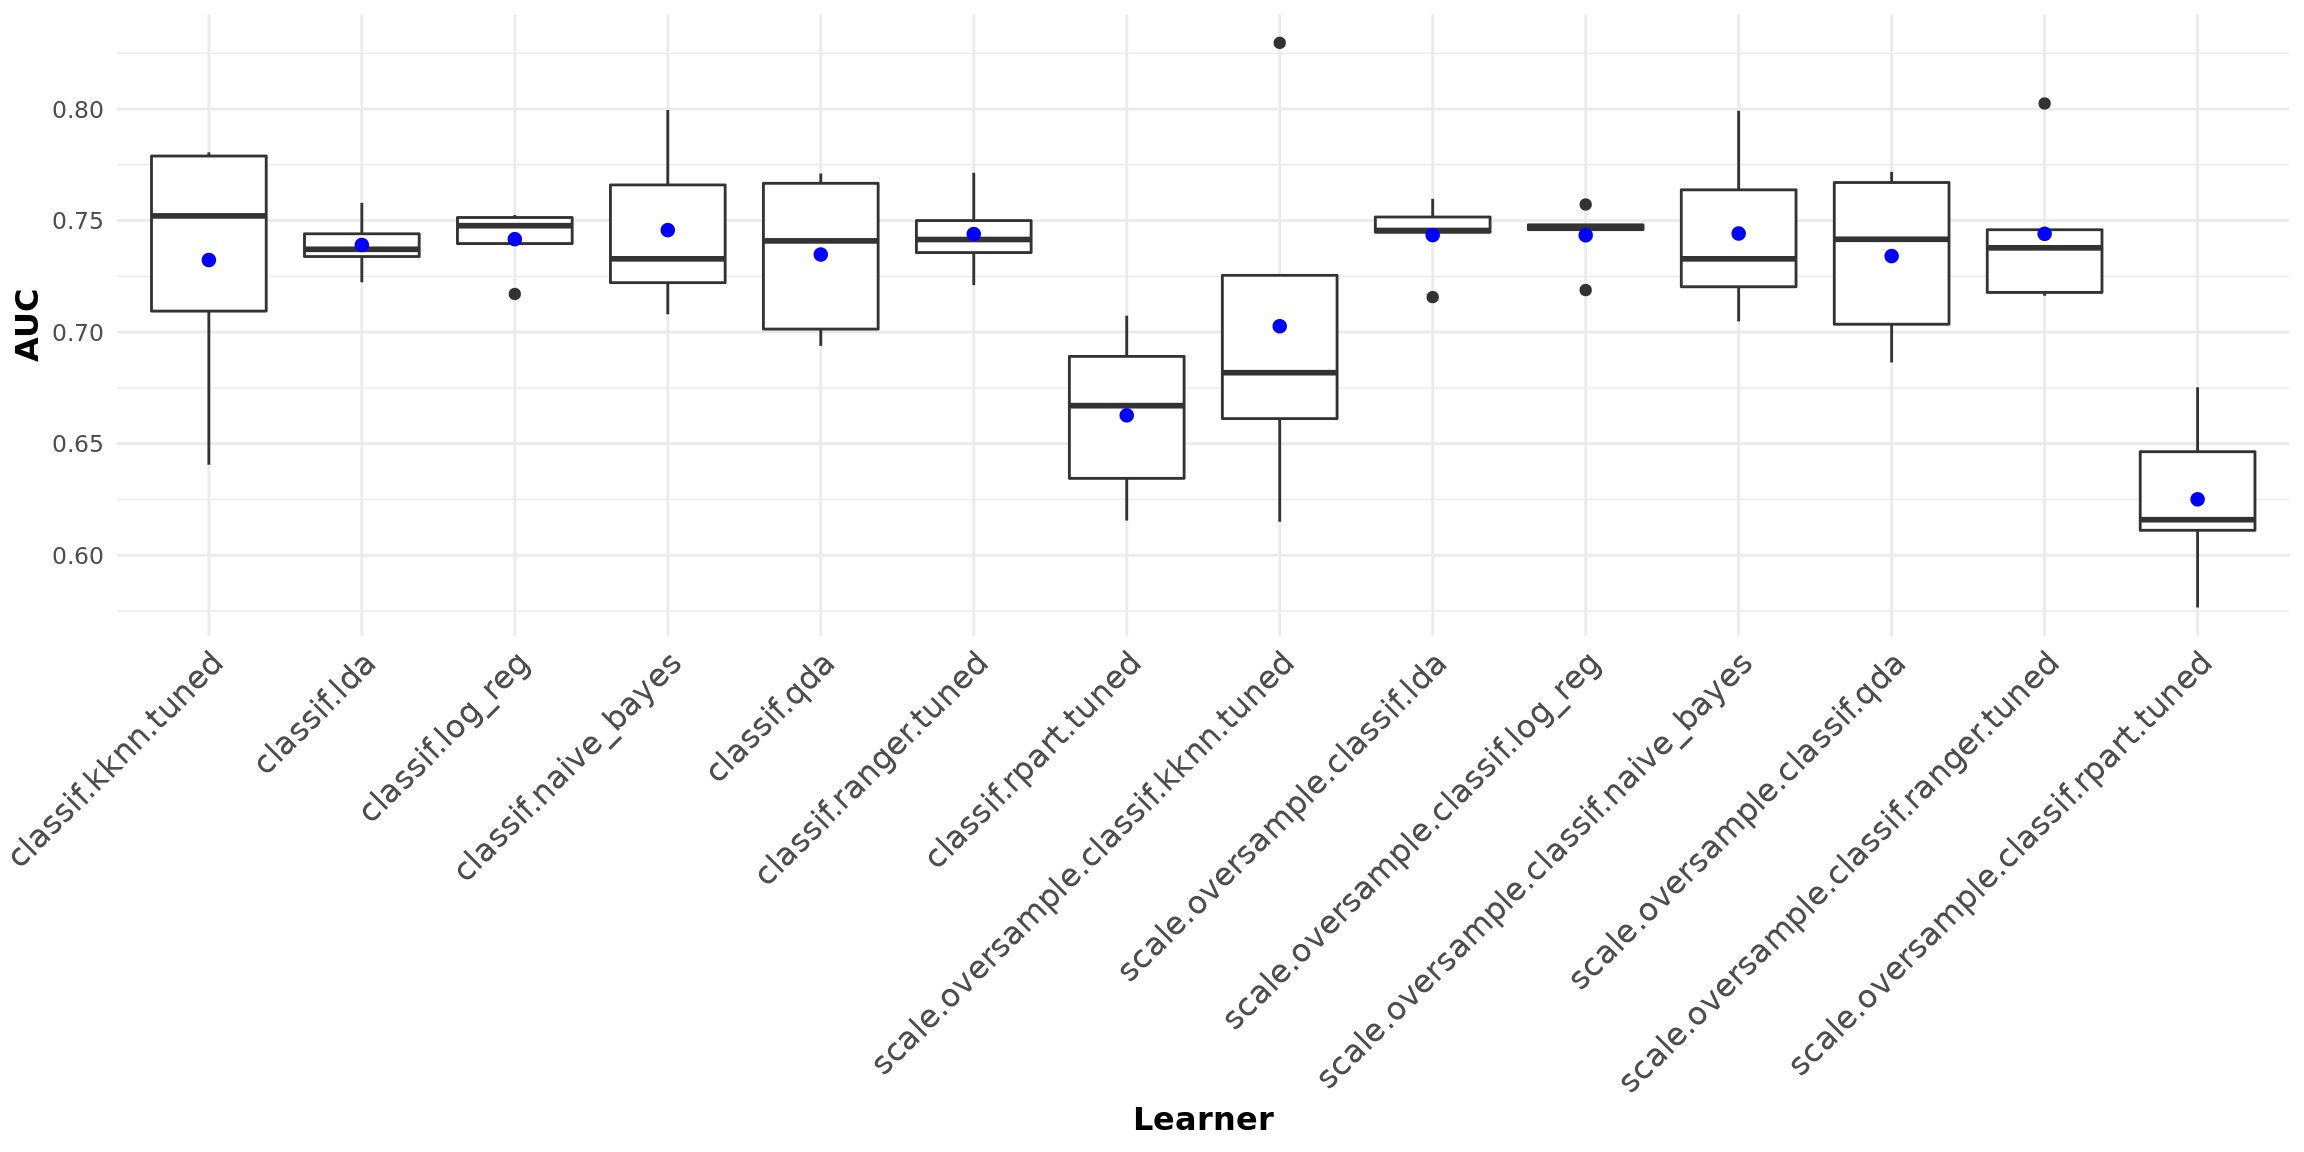 AUC
0.80
0.75
0.70
0.65
0.60
classif.kknn.tuned
classif.lda
classif.log_reg
classif.naive_bayes
classif.qda
classif.ranger.tuned
classif.rpart.tuned
scale.oversample.classif.kknn.tuned
scale.oversample.classif.lda
scale.oversample.classif.log_reg
scale.oversample.classif.naive_bayes
scale.oversample.classif.qda
scale.oversample.classif.ranger.tuned
scale.oversample.classif.rpart.tuned
Learner